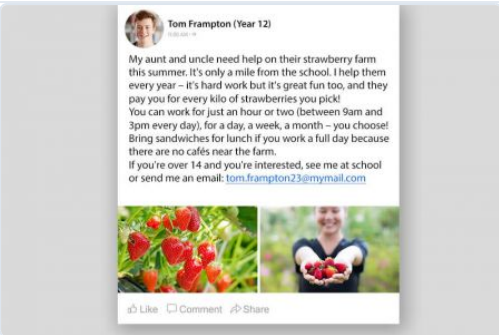 Tom Frampton (Year 12)
My aunt and uncle need help on their strawberry farm
this summer. It's only a mile from the school. I help them
every year – it's hard work but it's great fun too, and they
pay you for every kilo of strawberries you pick!
You can work for just an hour or two (between 9am and
3pm every day), for a day, a week, a month – you choose!
Bring sandwiches for lunch if you work a full day because
there are no cafés near the farm.
If you're over 14 and you're interested, see me at school
or send me an email: tom.frampton23@mymail.com
Like Comment Share